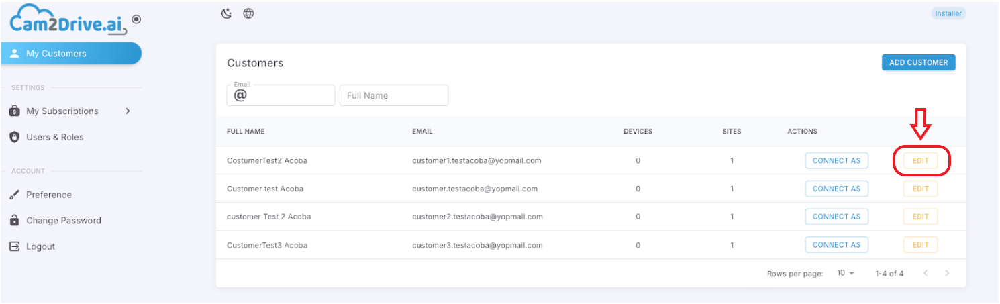 Cam2Drive.ai
Installer
My Customers
SETTINGS
My Subscriptions
Users & Roles
ACCOUNT
Preference
Change Password
Logout
Customers
ADD CUSTOMER
Email
@
Full Name
FULL NAME EMAIL DEVICES SITES ACTIONS
CostumerTest2 Acoba customer1.testacoba@yopmail.com 0 1 CONNECT AS EDIT
Customer test Acoba customer.testacoba@yopmail.com 0 1 CONNECT AS EDIT
customer Test 2 Acoba customer2.testacoba@yopmail.com 0 1 CONNECT AS EDIT
CustomerTest3 Acoba customer3.testacoba@yopmail.com 0 1 CONNECT AS EDIT
Rows per page: 10 1-4 of 4